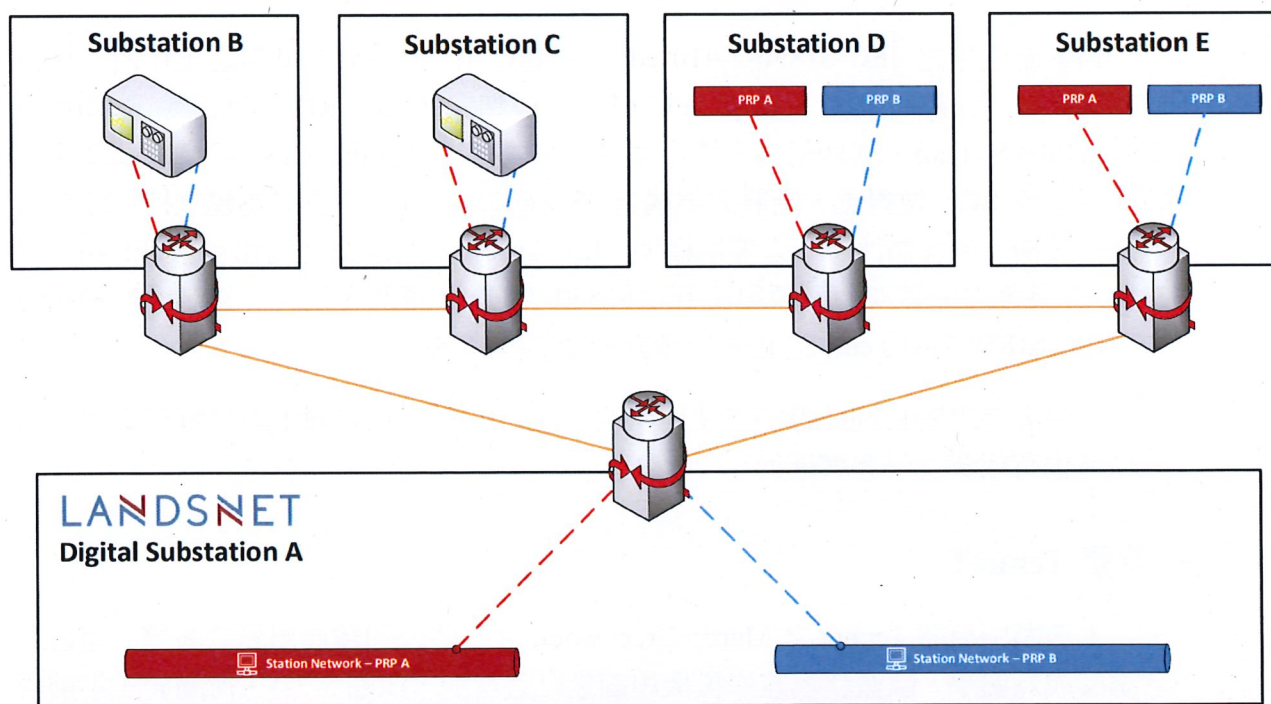 Substation B
Substation C
Substation D
Substation E
PRP A
PRP B
PRP A
PRP B
LANDSNET
Digital Substation A
Station Network – PRP A
Station Network – PRP B